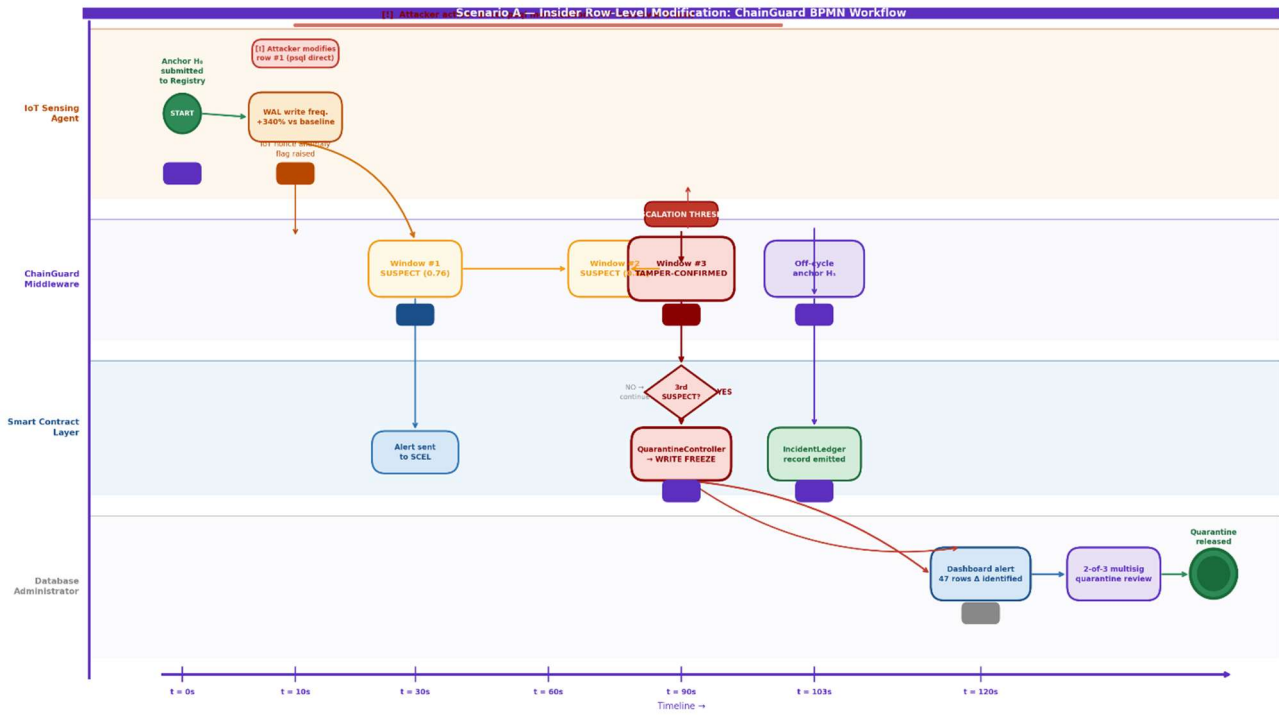 Scenario A — Insider Row-Level Modification: ChainGuard BPMN Workflow
[!] Attacker
[!] Attacker modifies
row #1 (psql direct)
Anchor H₀
submitted
to Registry
IoT Sensing
Agent
START
WAL write freq.
+340% vs baseline
IoT nonce anomaly
flag raised
ESCALATION
ChainGuard
Middleware
Window #1
SUSPECT (0.76)
Window #2
SUSPECT
Window #3
TAMPER-CONFIRMED
Off-cycle
anchor H₁
Smart Contract
Layer
NO →
continue
3rd
SUSPECT?
YES
Alert sent
to SCEL
QuarantineController
→ WRITE FREEZE
IncidentLedger
record emitted
Database
Administrator
Dashboard alert
47 rows Δ identified
2-of-3 multisig
quarantine review
Quarantine
released
t = 0s
t = 10s
t = 30s
t = 60s
t = 90s
t = 103s
t = 120s
Timeline →